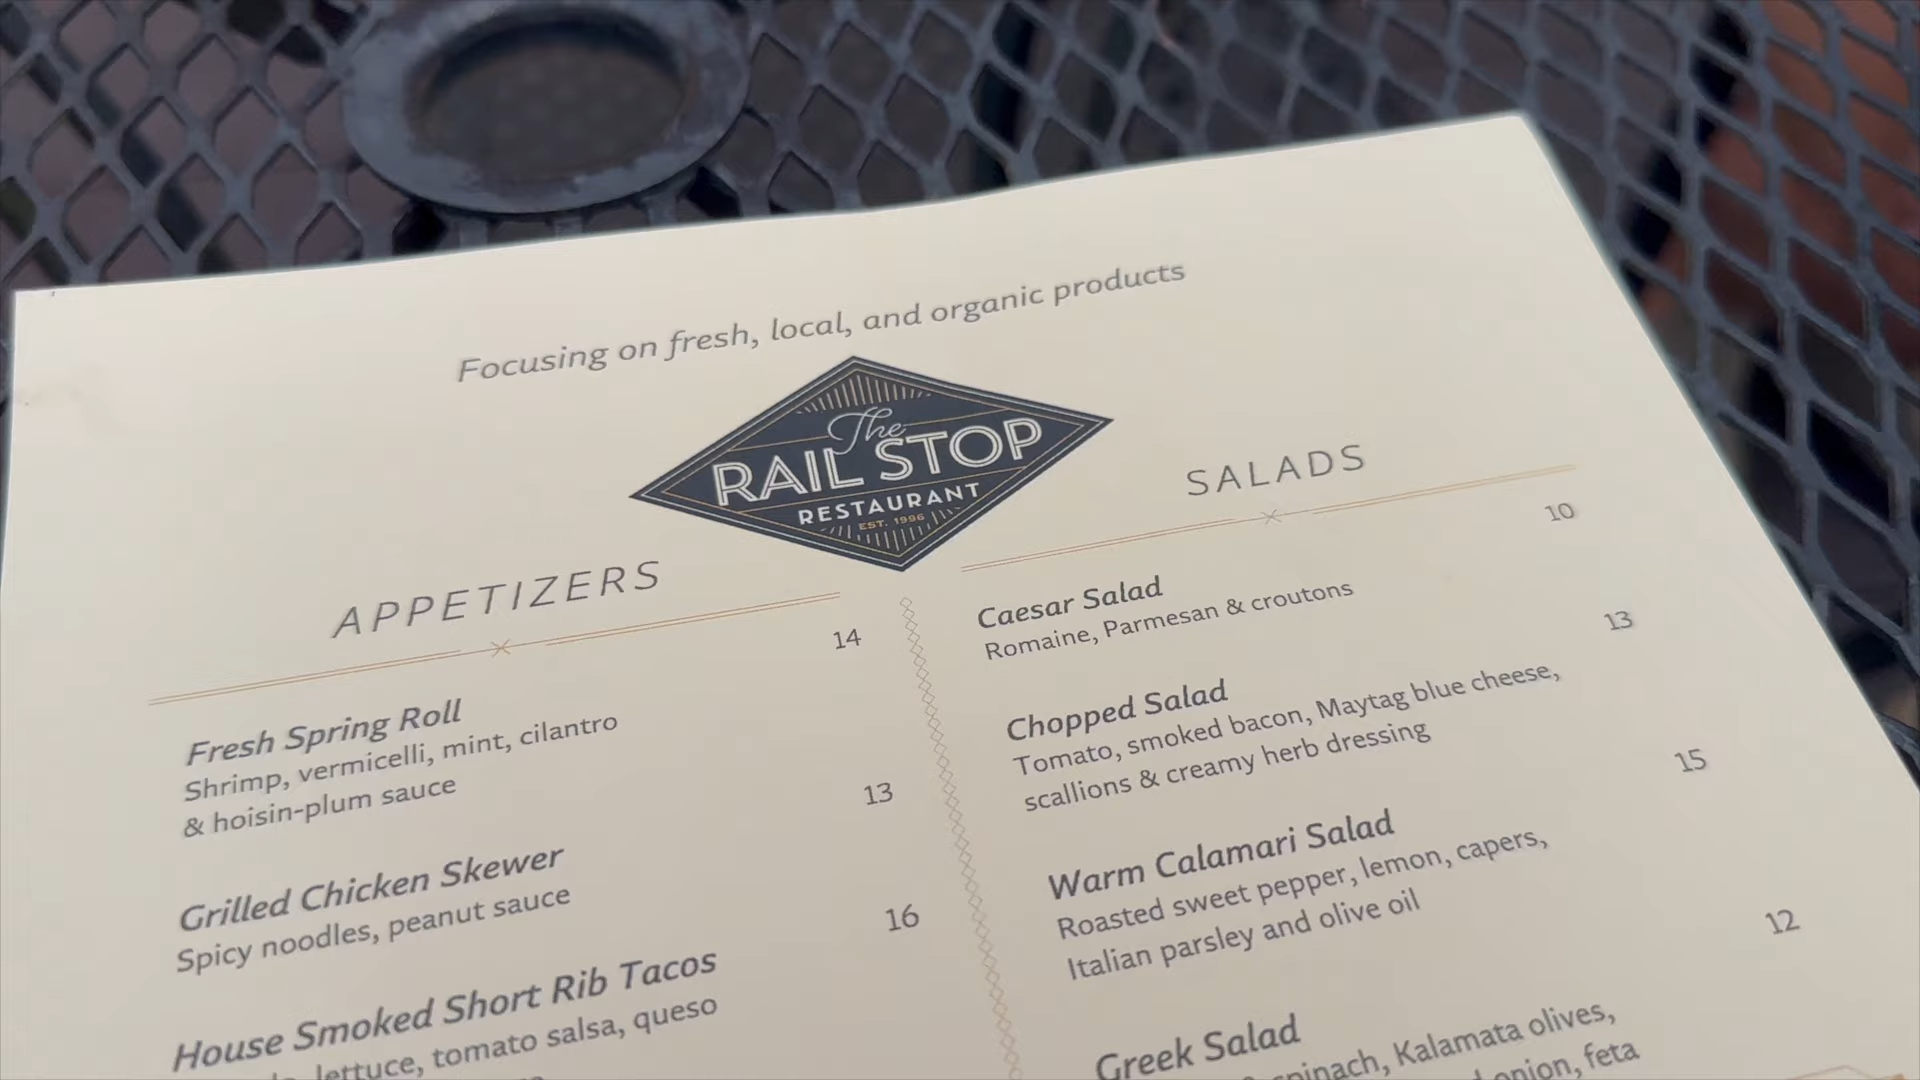 Focusing on fresh, local, and organic products
The
RAIL STOP
RESTAURANT
EST. 1996
APPETIZERS
Fresh Spring Roll 14
Shrimp, vermicelli, mint, cilantro
& hoisin-plum sauce
Grilled Chicken Skewer 13
Spicy noodles, peanut sauce
House Smoked Short Rib Tacos 16
lettuce, tomato salsa, queso
SALADS
Caesar Salad 10
Romaine, Parmesan & croutons
Chopped Salad 13
Tomato, smoked bacon, Maytag blue cheese,
scallions & creamy herb dressing
Warm Calamari Salad 15
Roasted sweet pepper, lemon, capers,
Italian parsley and olive oil
Greek Salad 12
spinach, Kalamata olives,
onion, feta